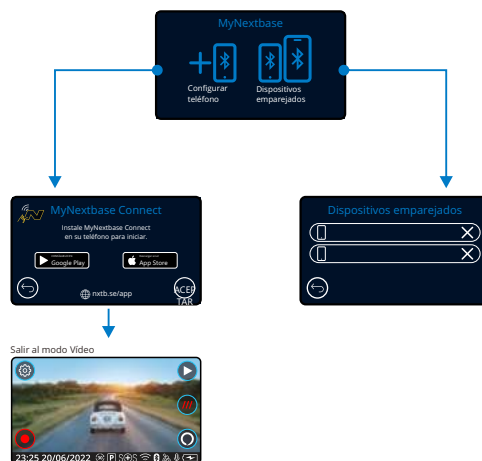 MyNextbase
Configurar
teléfono
Dispositivos
emparejados
MyNextbase Connect
Instale MyNextbase Connect
en su teléfono para iniciar.
Google Play
App Store
nxtb.se/app
ACEP
TAR
Dispositivos emparejados
Salir al modo Vídeo
23:25 20/06/2022